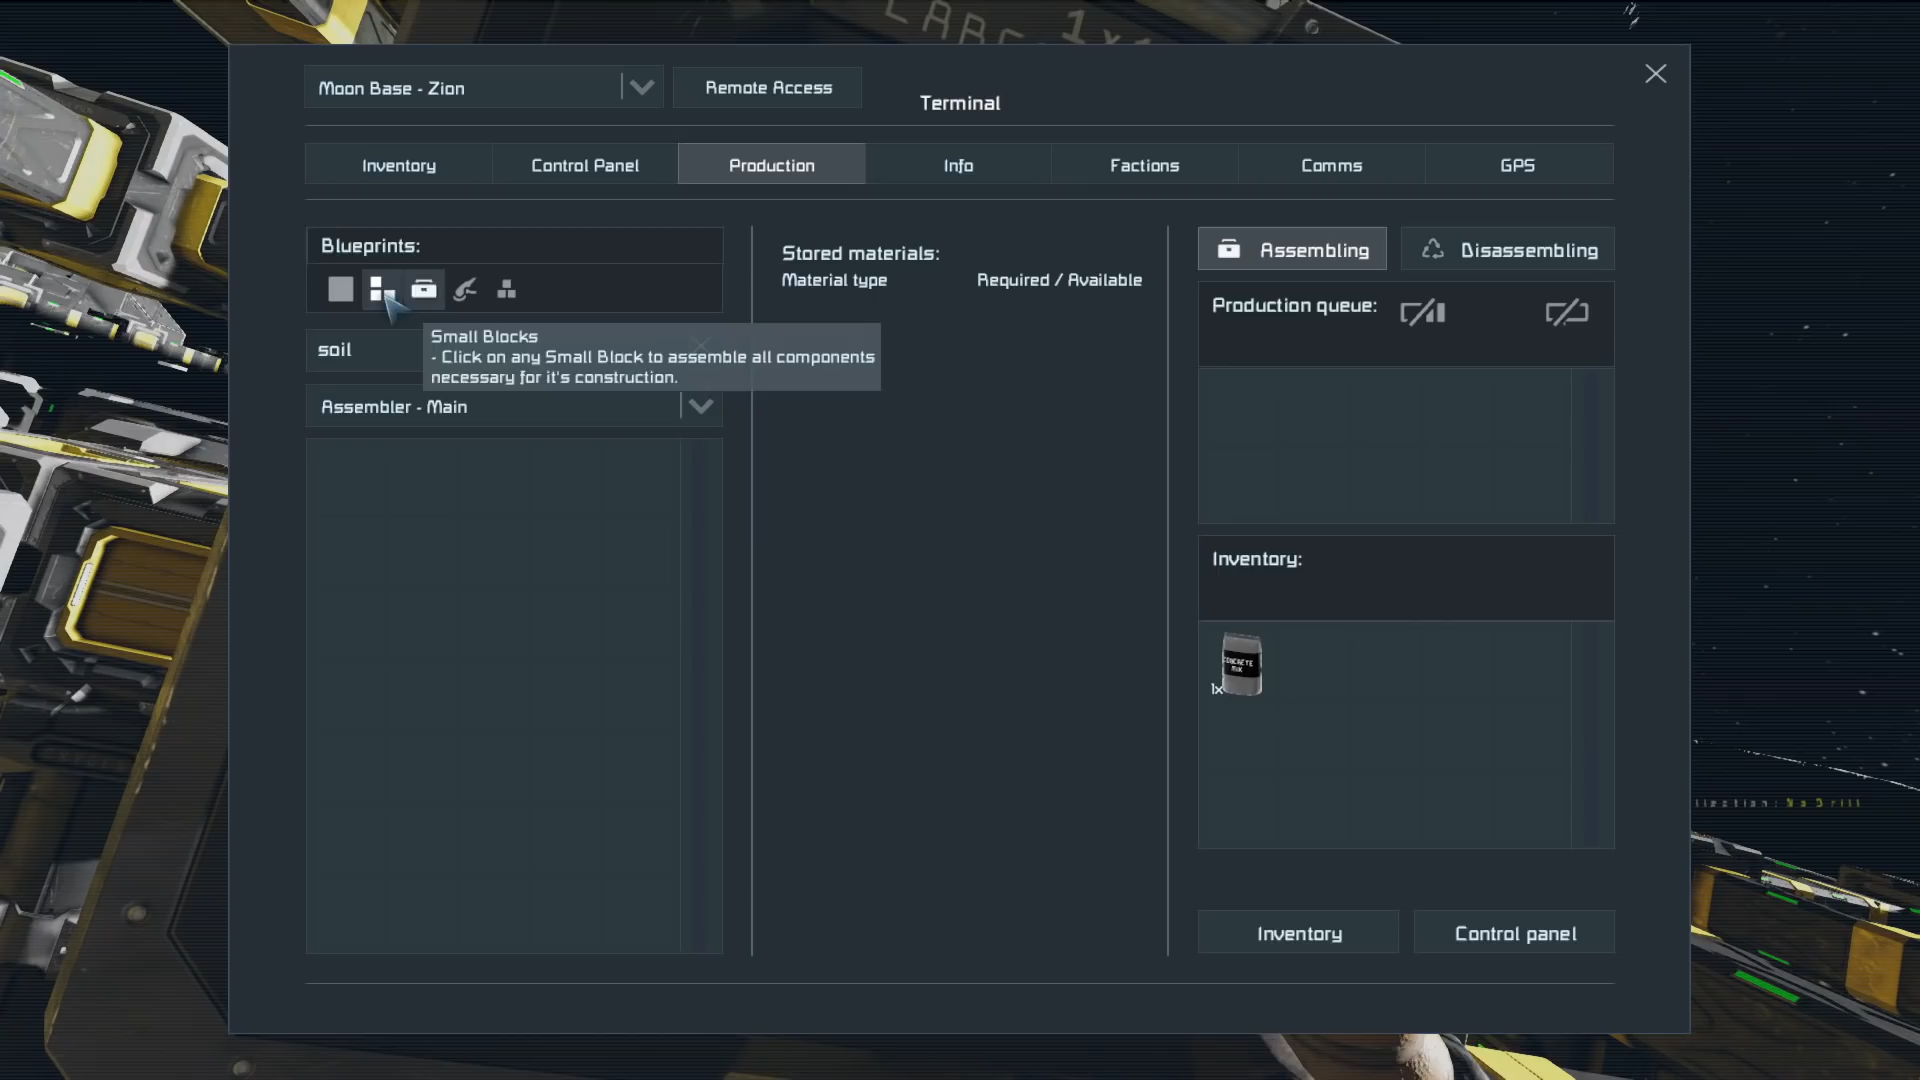 Moon Base - Zion
Remote Access
Terminal
Inventory
Control Panel
Production
Info
Factions
Comms
GPS
Blueprints:
soil
Small Blocks
- Click on any Small Block to assemble all components
necessary for it's construction.
Assembler - Main
Stored materials:
Material type
Required / Available
Assembling
Disassembling
Production queue:
Inventory:
CONCRETE
MIX
1x
Inventory
Control panel